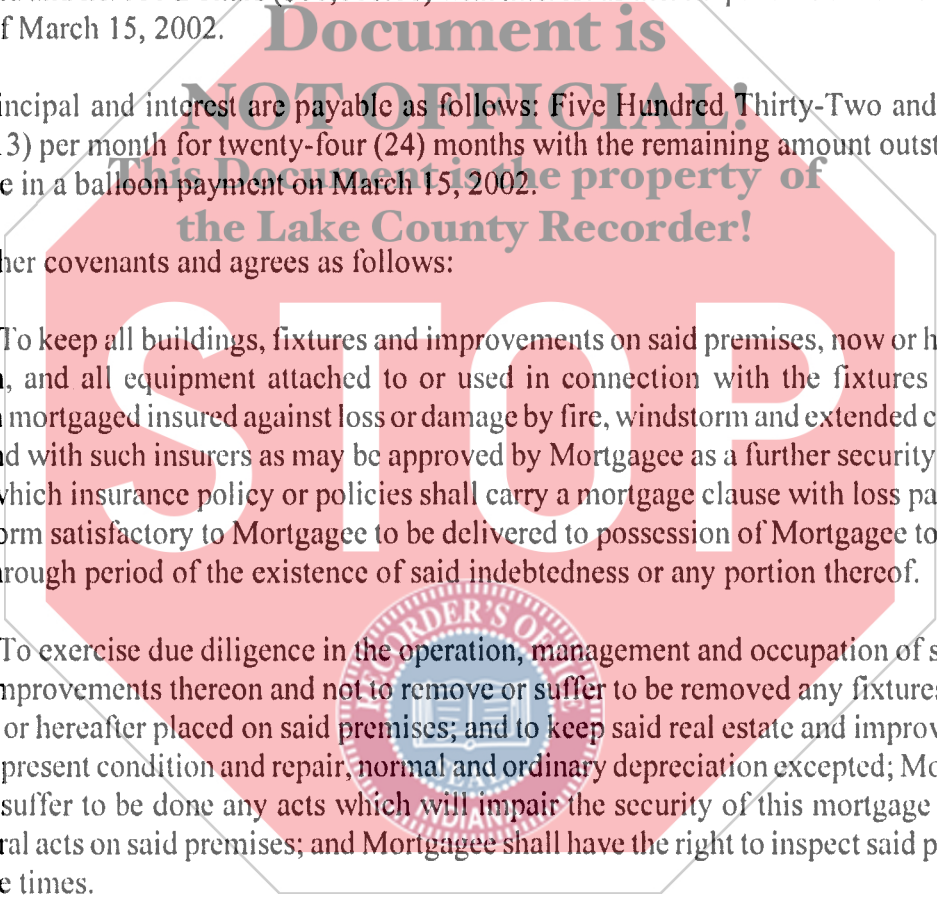 f March 15, 2002.
Document is
NOT OFFICIAL!
incipal and interest are payable as follows: Five Hundred Thirty-Two and
13) per month for twenty-four (24) months with the remaining amount outst
This Document is the property of
e in a balloon payment on March 15, 2002.
the Lake County Recorder!
her covenants and agrees as follows:
STOP
To keep all buildings, fixtures and improvements on said premises, now or h
, and all equipment attached to or used in connection with the fixtures
mortgaged insured against loss or damage by fire, windstorm and extended c
d with such insurers as may be approved by Mortgagee as a further security
which insurance policy or policies shall carry a mortgage clause with loss pa
orm satisfactory to Mortgagee to be delivered to possession of Mortgagee to
rough period of the existence of said indebtedness or any portion thereof.
RECORDER'S OFFICE
To exercise due diligence in the operation, management and occupation of s
mprovements thereon and not to remove or suffer to be removed any fixtures
or hereafter placed on said premises; and to keep said real estate and improv
present condition and repair, normal and ordinary depreciation excepted; Mo
SEAL
suffer to be done any acts which will impair the security of this mortgage
INDIANA
ral acts on said premises; and Mortgagee shall have the right to inspect said p
e times.